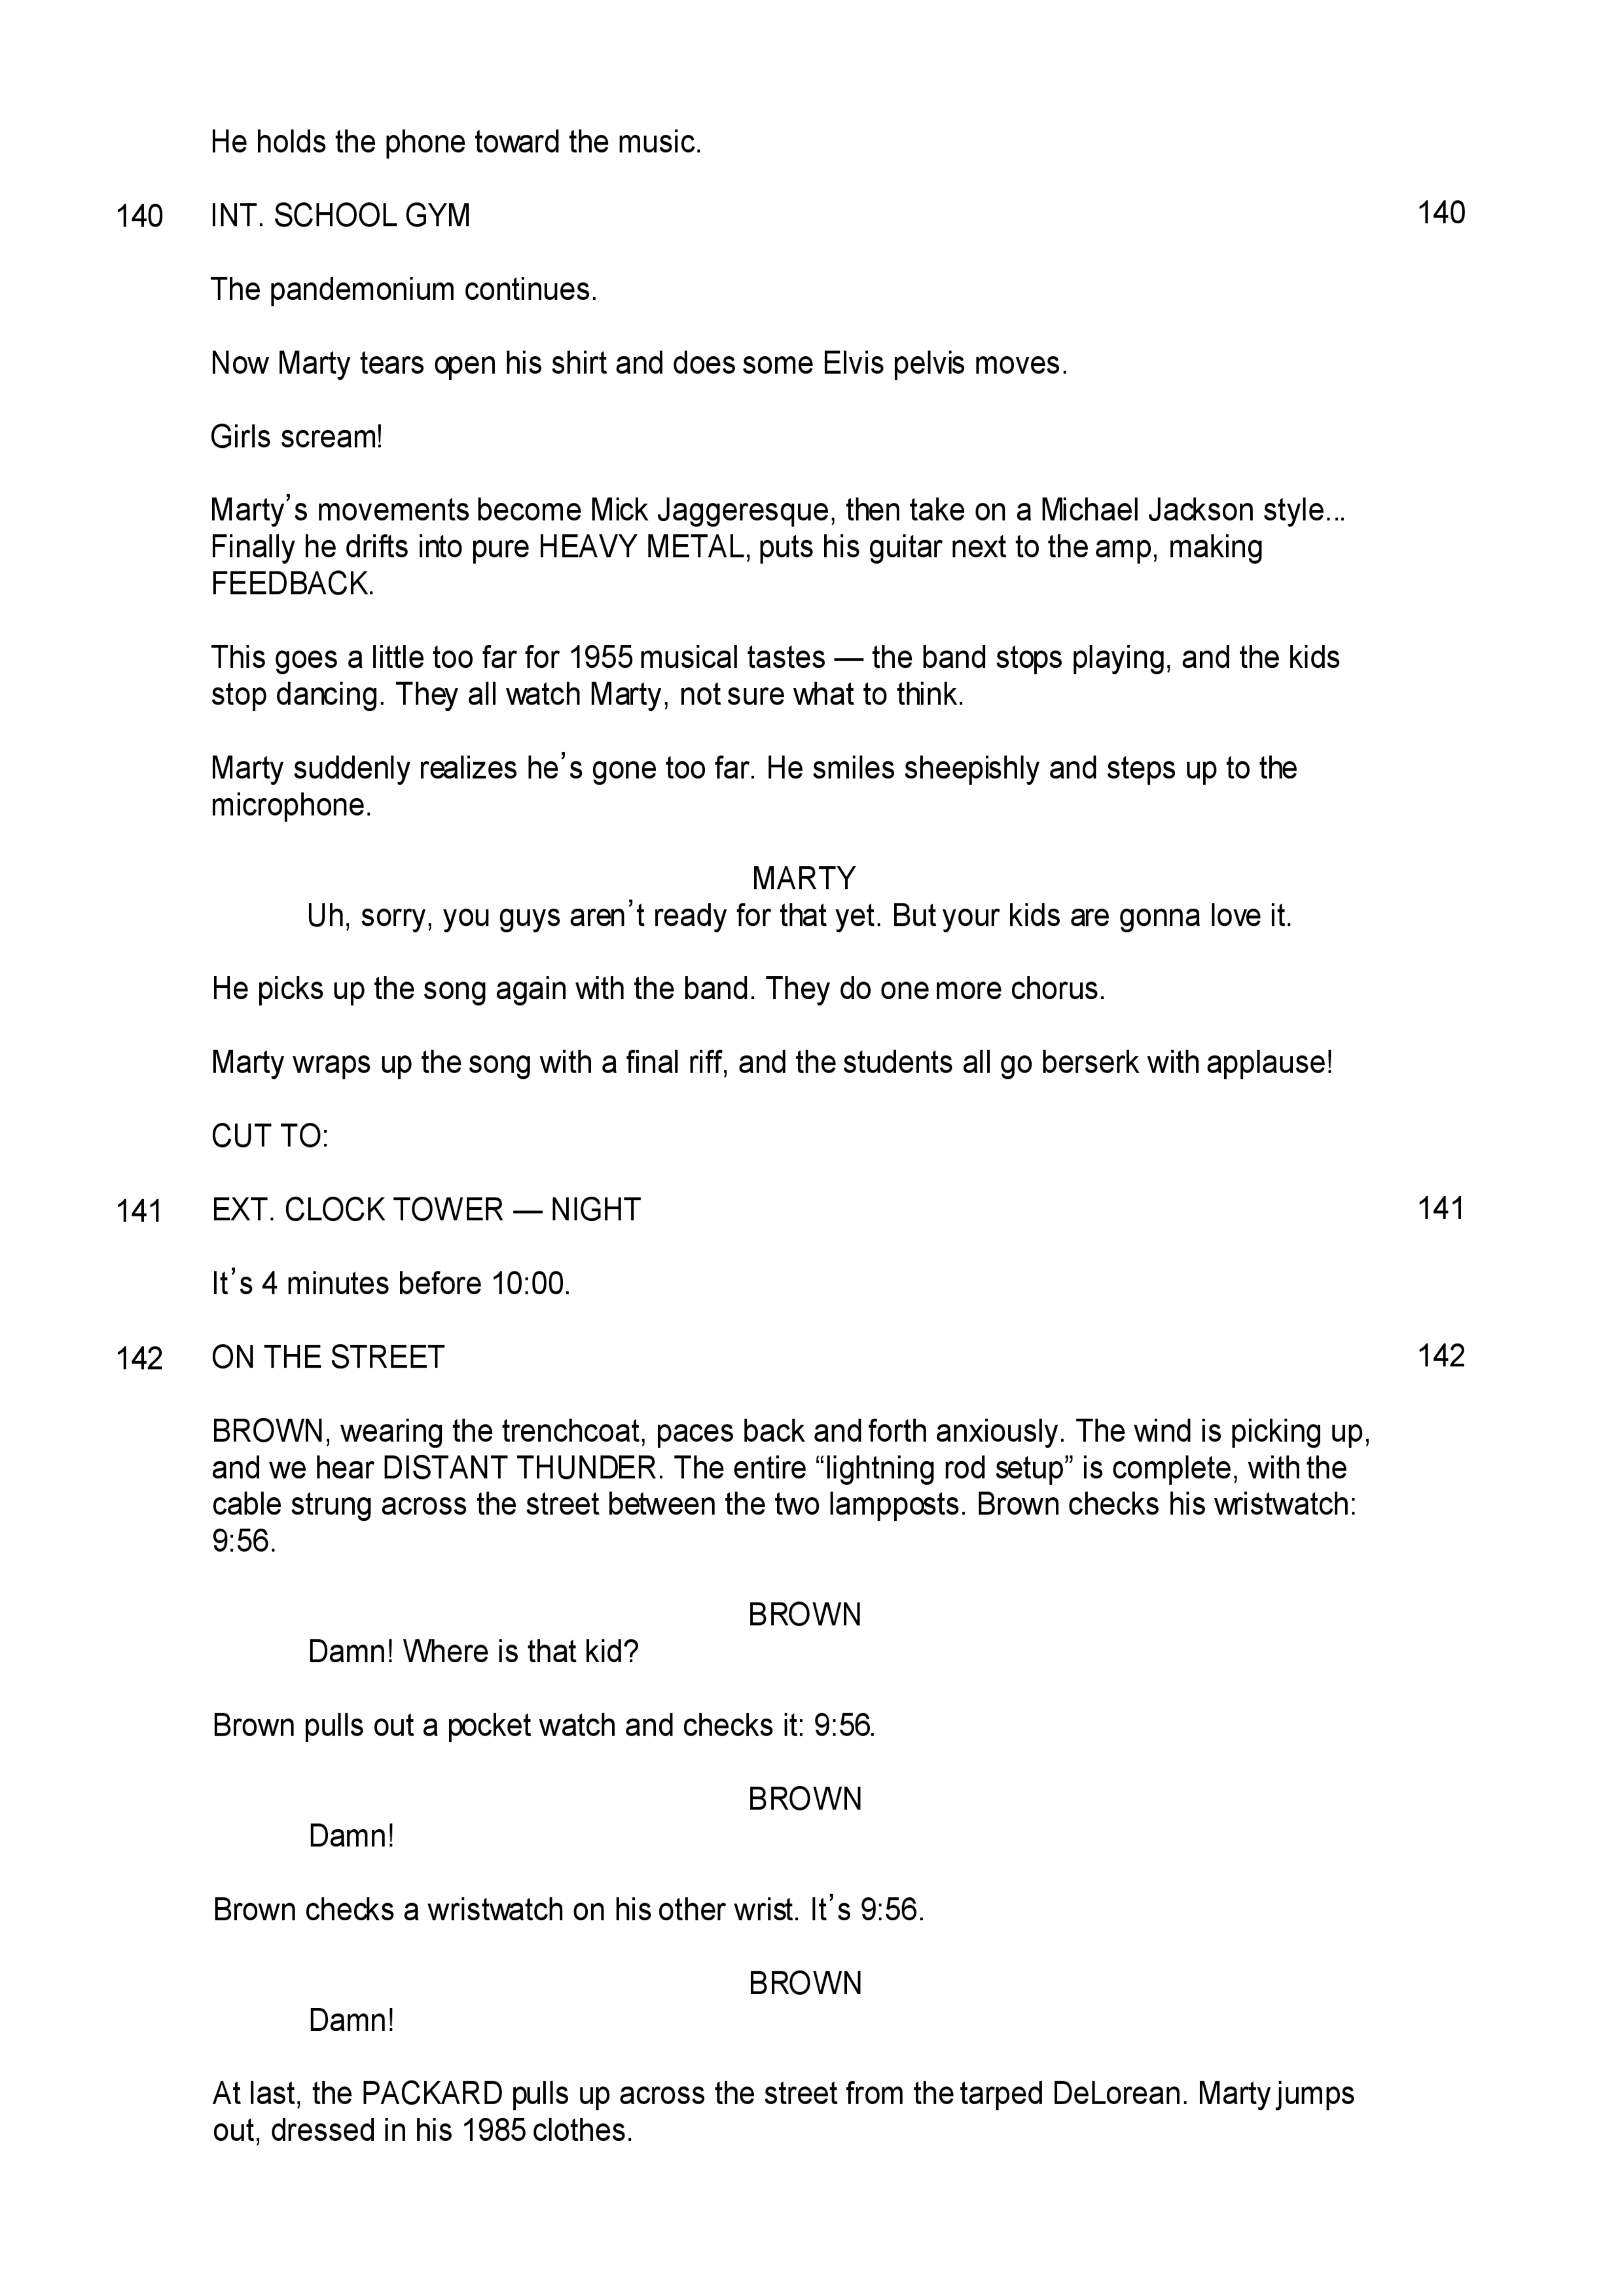 He holds the phone toward the music.
140 INT. SCHOOL GYM 140
The pandemonium continues.
Now Marty tears open his shirt and does some Elvis pelvis moves.
Girls scream!
Marty’s movements become Mick Jaggeresque, then take on a Michael Jackson style...
Finally he drifts into pure HEAVY METAL, puts his guitar next to the amp, making
FEEDBACK.
This goes a little too far for 1955 musical tastes — the band stops playing, and the kids
stop dancing. They all watch Marty, not sure what to think.
Marty suddenly realizes he’s gone too far. He smiles sheepishly and steps up to the
microphone.
MARTY
Uh, sorry, you guys aren’t ready for that yet. But your kids are gonna love it.
He picks up the song again with the band. They do one more chorus.
Marty wraps up the song with a final riff, and the students all go berserk with applause!
CUT TO:
141 EXT. CLOCK TOWER — NIGHT 141
It’s 4 minutes before 10:00.
142 ON THE STREET 142
BROWN, wearing the trenchcoat, paces back and forth anxiously. The wind is picking up,
and we hear DISTANT THUNDER. The entire “lightning rod setup” is complete, with the
cable strung across the street between the two lampposts. Brown checks his wristwatch:
9:56.
BROWN
Damn! Where is that kid?
Brown pulls out a pocket watch and checks it: 9:56.
BROWN
Damn!
Brown checks a wristwatch on his other wrist. It’s 9:56.
BROWN
Damn!
At last, the PACKARD pulls up across the street from the tarped DeLorean. Marty jumps
out, dressed in his 1985 clothes.